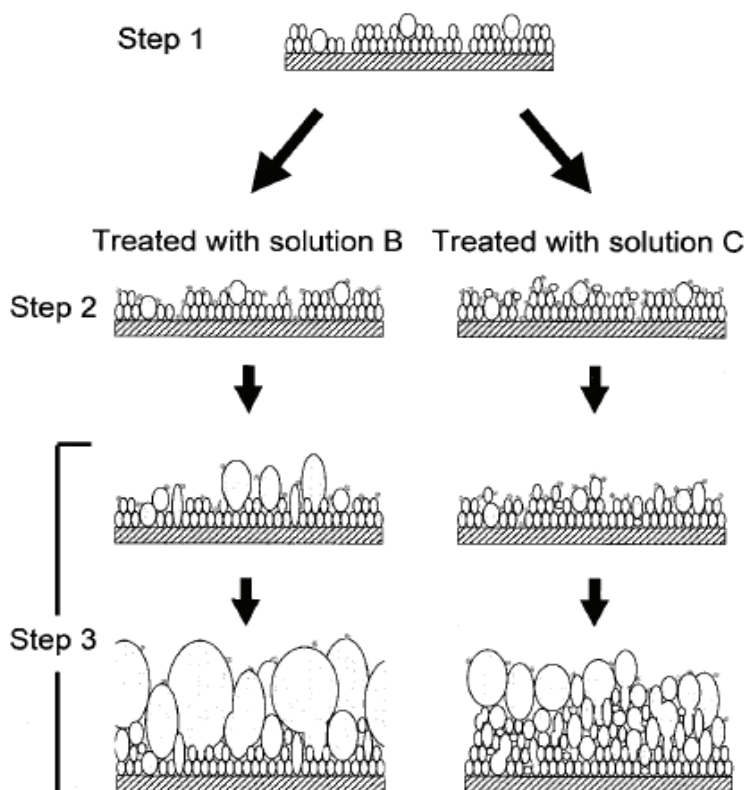 Step 1
Treated with solution B
Treated with solution C
Step 2
Step 3